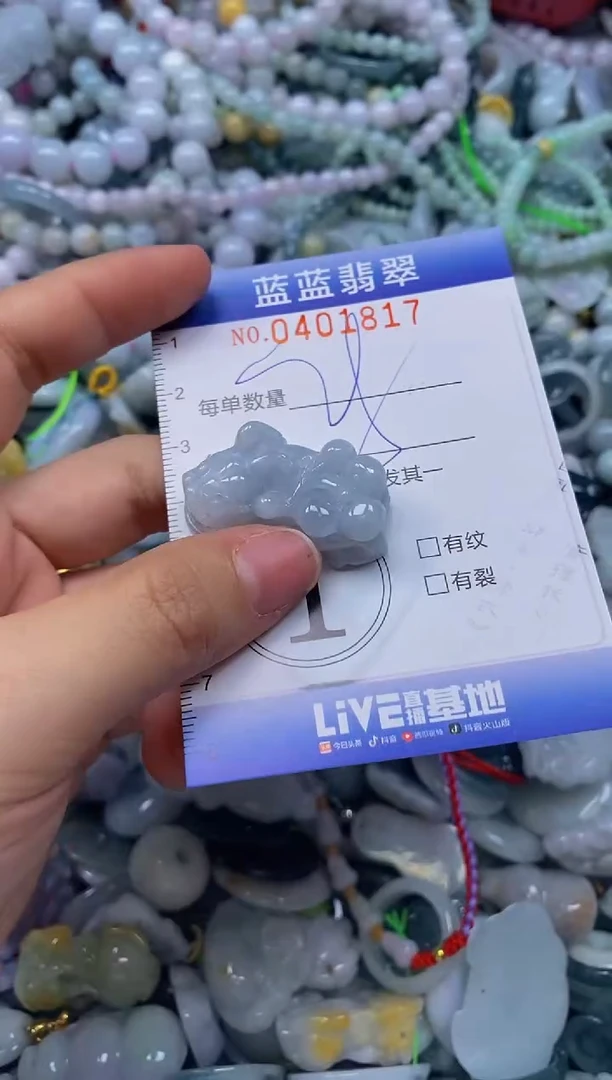 蓝蓝翡翠
NO.0401817
1
2
每单数量
3
发其一
□有纹
□有裂
1
7
LiVE直播基地
今日头条 抖音 西瓜视频 抖音火山版